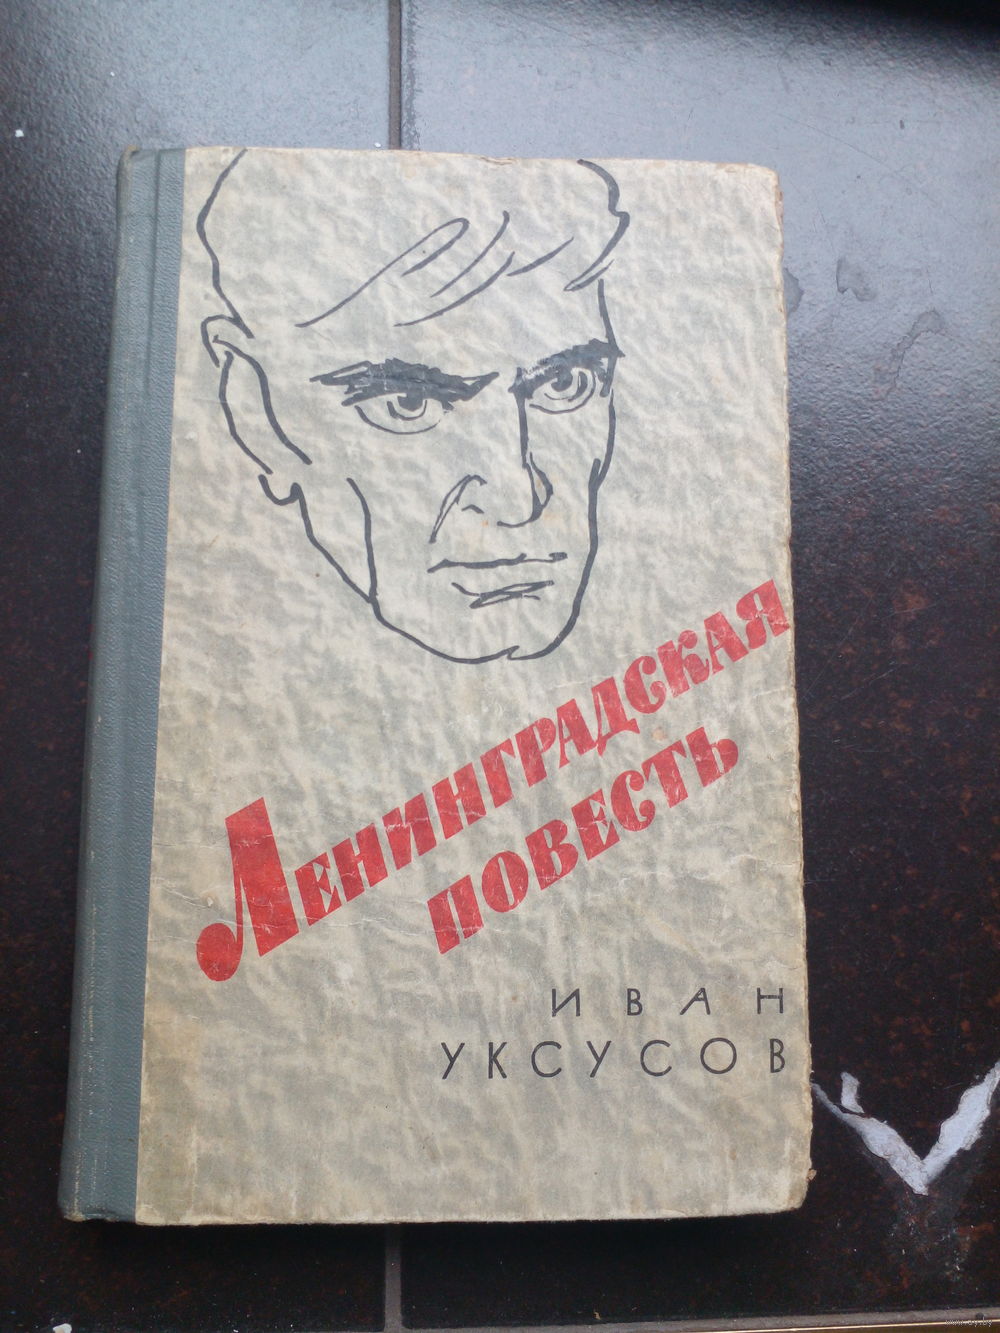 Ленинградская
повесть
ИВАН
УКСУСОВ